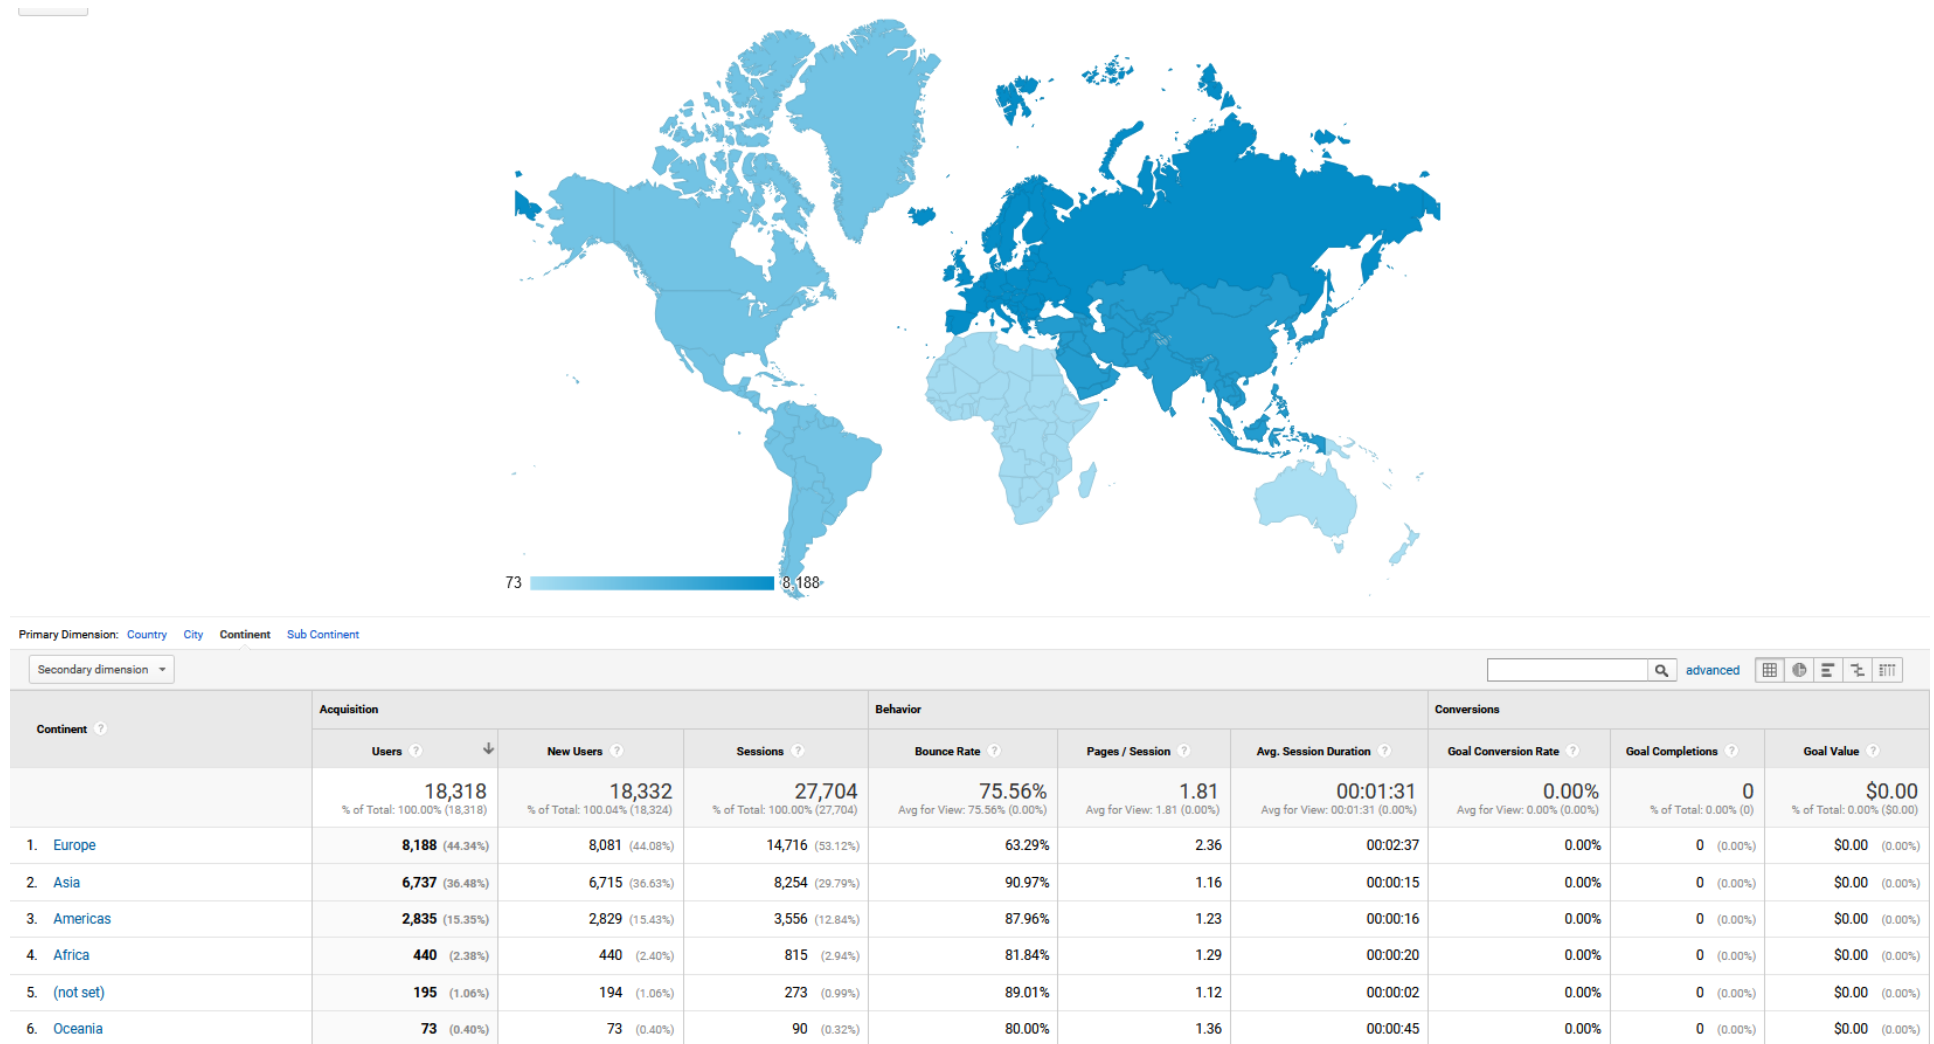 73 8,188
Primary Dimension: Country City Continent Sub Continent
Secondary dimension advanced
Continent ? Acquisition Behavior Conversions
Users ? New Users ? Sessions ? Bounce Rate ? Pages / Session ? Avg. Session Duration ? Goal Conversion Rate ? Goal Completions ? Goal Value ?
18,318 18,332 27,704 75.56% 1.81 00:01:31 0.00% 0 $0.00
% of Total: 100.00% (18,318) % of Total: 100.04% (18,324) % of Total: 100.00% (27,704) Avg for View: 75.56% (0.00%) Avg for View: 1.81 (0.00%) Avg for View: 00:01:31 (0.00%) Avg for View: 0.00% (0.00%) % of Total: 0.00% (0) % of Total: 0.00% ($0.00)
1. Europe 8,188 (44.34%) 8,081 (44.08%) 14,716 (53.12%) 63.29% 2.36 00:02:37 0.00% 0 (0.00%) $0.00 (0.00%)
2. Asia 6,737 (36.48%) 6,715 (36.63%) 8,254 (29.79%) 90.97% 1.16 00:00:15 0.00% 0 (0.00%) $0.00 (0.00%)
3. Americas 2,835 (15.35%) 2,829 (15.43%) 3,556 (12.84%) 87.96% 1.23 00:00:16 0.00% 0 (0.00%) $0.00 (0.00%)
4. Africa 440 (2.38%) 440 (2.40%) 815 (2.94%) 81.84% 1.29 00:00:20 0.00% 0 (0.00%) $0.00 (0.00%)
5. (not set) 195 (1.06%) 194 (1.06%) 273 (0.99%) 89.01% 1.12 00:00:02 0.00% 0 (0.00%) $0.00 (0.00%)
6. Oceania 73 (0.40%) 73 (0.40%) 90 (0.32%) 80.00% 1.36 00:00:45 0.00% 0 (0.00%) $0.00 (0.00%)